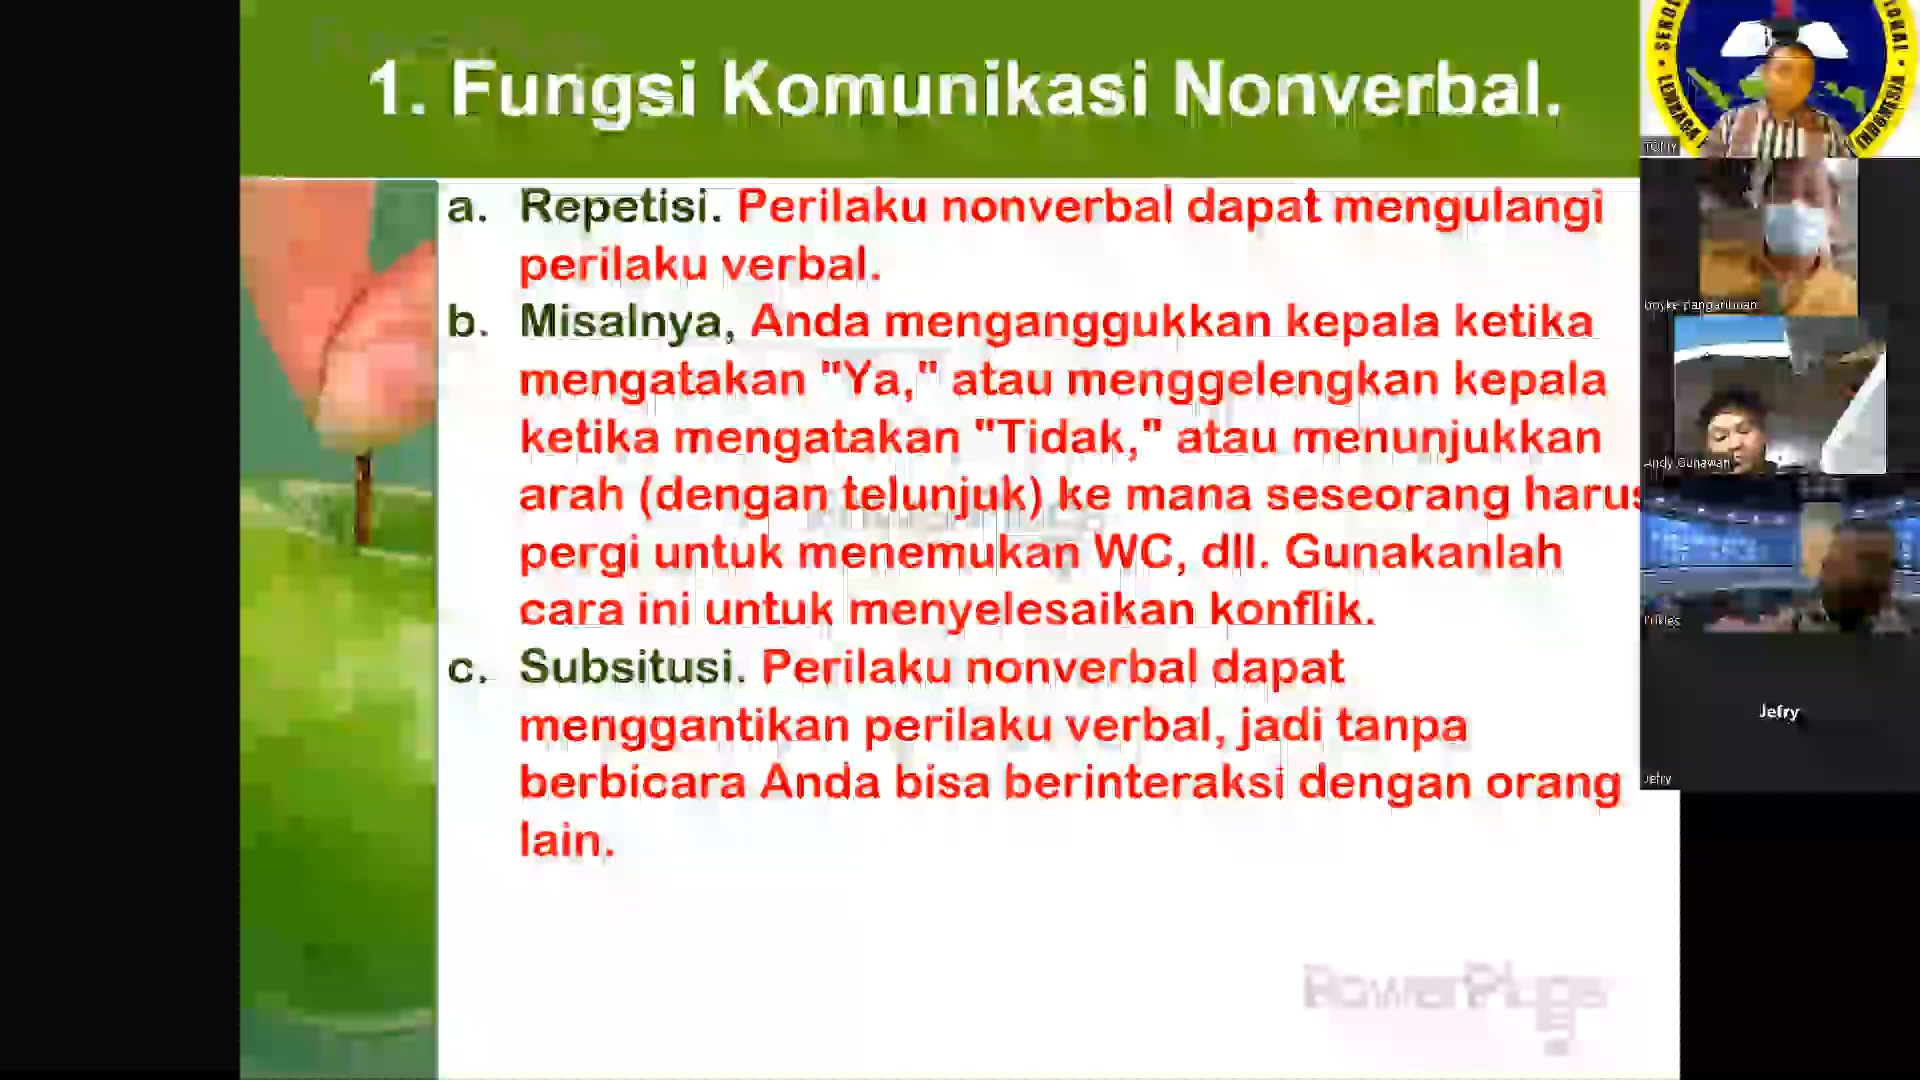 1. Fungsi Komunikasi Nonverbal.
a. Repetisi. Perilaku nonverbal dapat mengulangi
perilaku verbal.
b. Misalnya, Anda menganggukkan kepala ketika
mengatakan "Ya," atau menggelengkan kepala
ketika mengatakan "Tidak," atau menunjukkan
arah (dengan telunjuk) ke mana seseorang harus
pergi untuk menemukan WC, dll. Gunakanlah
cara ini untuk menyelesaikan konflik.
c. Subsitusi. Perilaku nonverbal dapat
menggantikan perilaku verbal, jadi tanpa
berbicara Anda bisa berinteraksi dengan orang
lain.
PowerPlugs
LEMBAGA
INDONESIA
Andy Gunawan
Jefry
Jefry